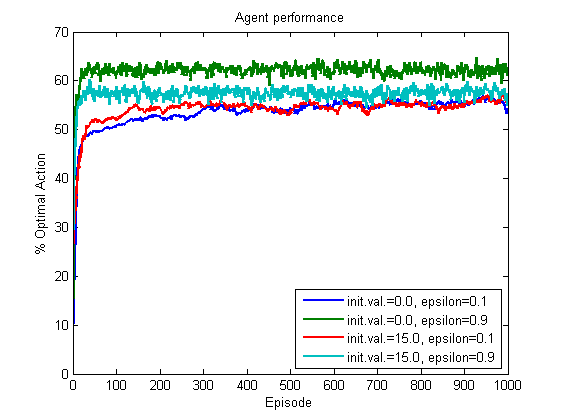 Agent performance
70
60
50
40
30
20
10
0
% Optimal Action
0 100 200 300 400 500 600 700 800 900 1000
Episode
init.val.=0.0, epsilon=0.1
init.val.=0.0, epsilon=0.9
init.val.=15.0, epsilon=0.1
init.val.=15.0, epsilon=0.9